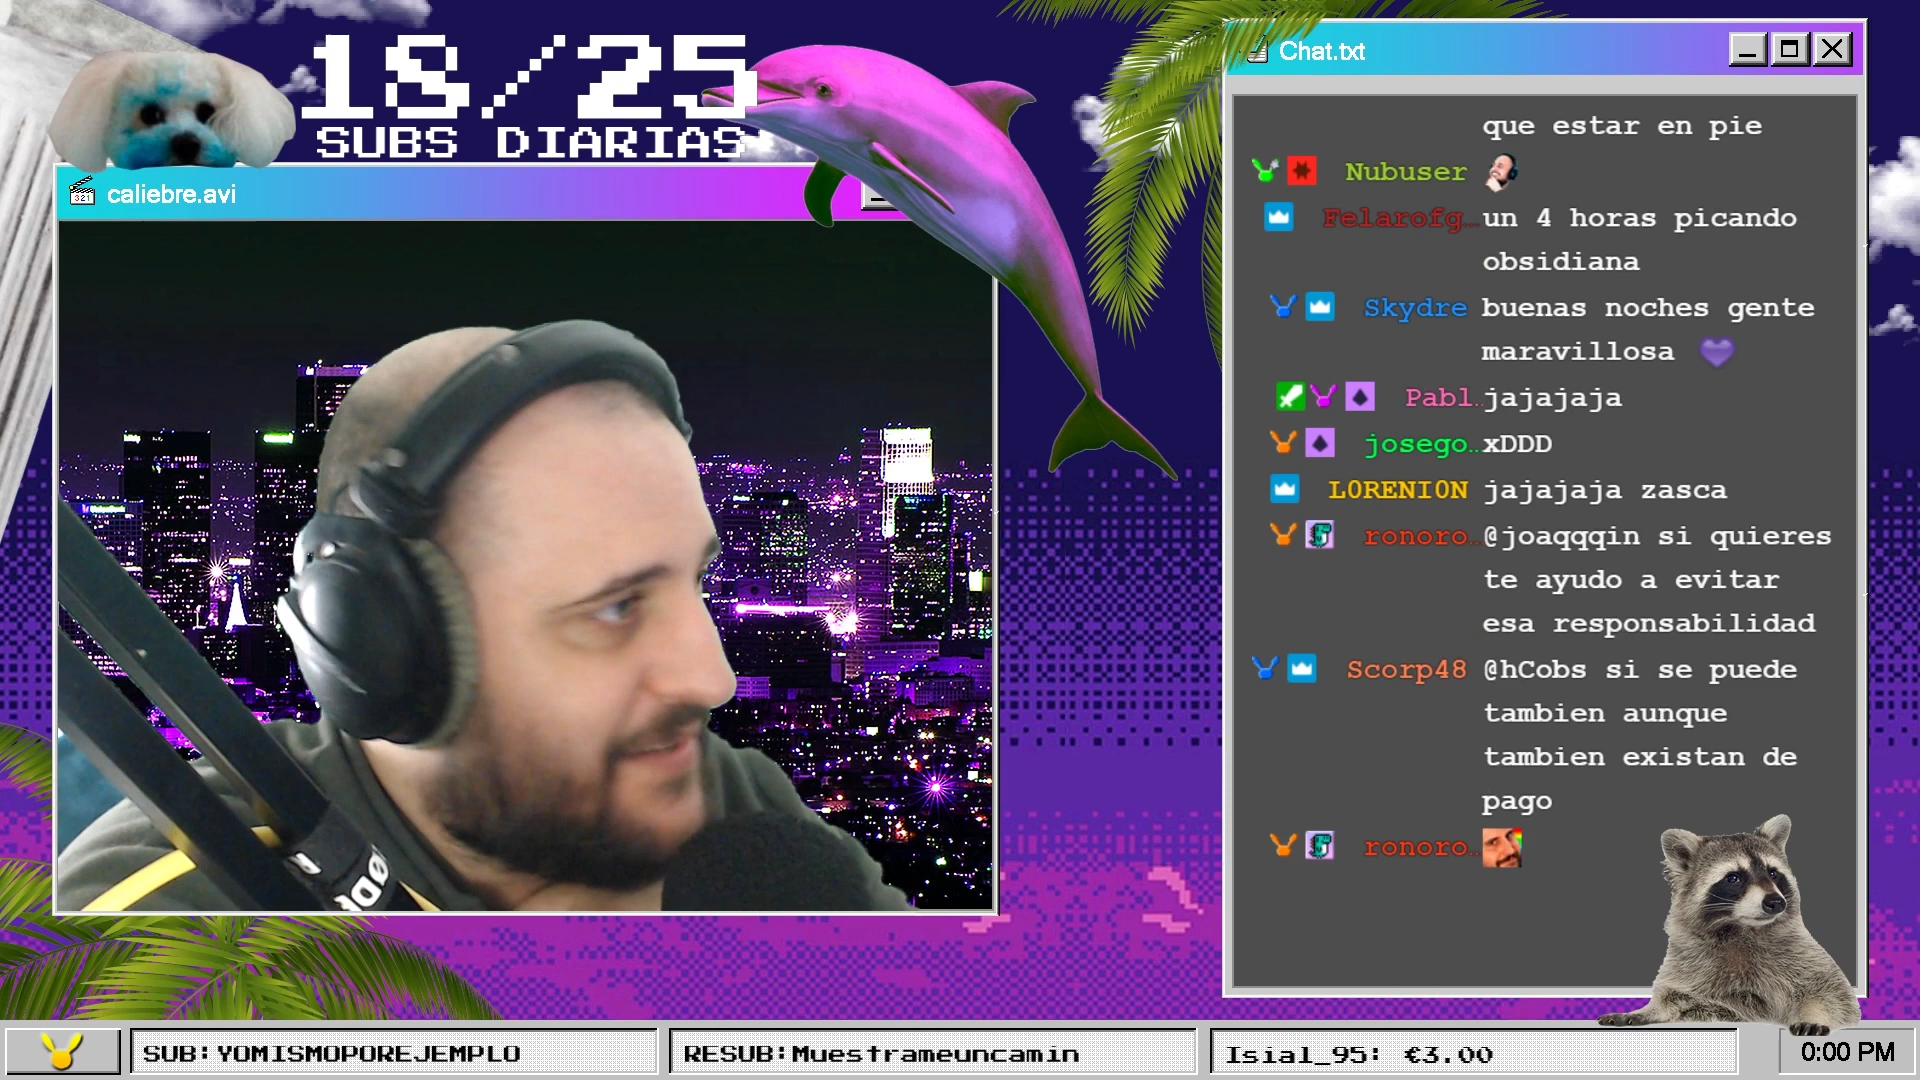 18/25
SUBS DIARIAS
caliebre.avi
Chat.txt
que estar en pie
Nubuser
Felarofg… un 4 horas picando
obsidiana
Skydre buenas noches gente
maravillosa
Pabl… jajajaja
josego… xDDD
L0RENI0N jajajaja zasca
ronoro… @joaqqqin si quieres
te ayudo a evitar
esa responsabilidad
Scorp48 @hCobs si se puede
tambien aunque
tambien existan de
pago
ronoro…
SUB:YOMISMOPOREJEMPLO
RESUB:Muestrameuncamin
Isial_95: €3.00
0:00 PM